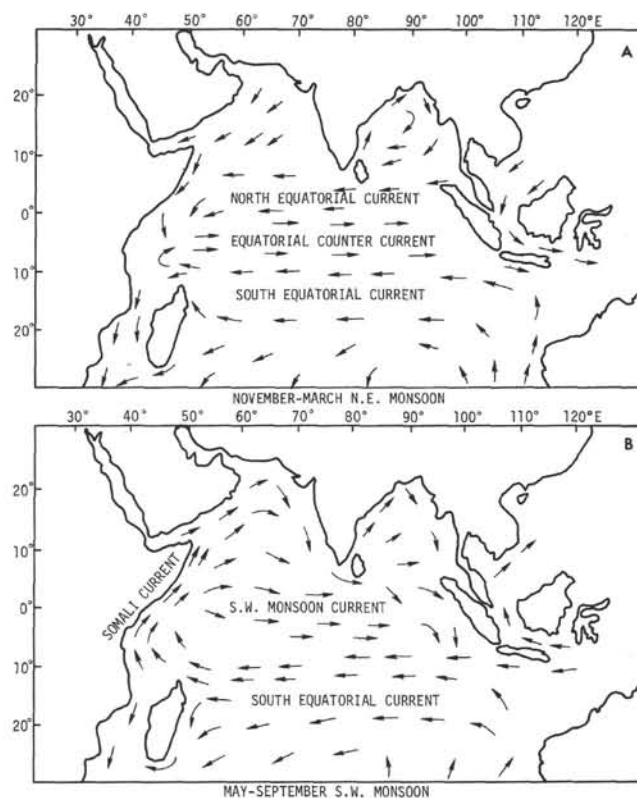 30° 40° 50° 60° 70° 80° 90° 100° 110° 120°E
A
20°
10°
NORTH EQUATORIAL CURRENT
0°
EQUATORIAL COUNTER CURRENT
10°
SOUTH EQUATORIAL CURRENT
20°
NOVEMBER-MARCH N.E. MONSOON
30° 40° 50° 60° 70° 80° 90° 100° 110° 120°E
B
20°
10°
SOMALI CURRENT
0°
S.W. MONSOON CURRENT
10°
SOUTH EQUATORIAL CURRENT
20°
MAY-SEPTEMBER S.W. MONSOON